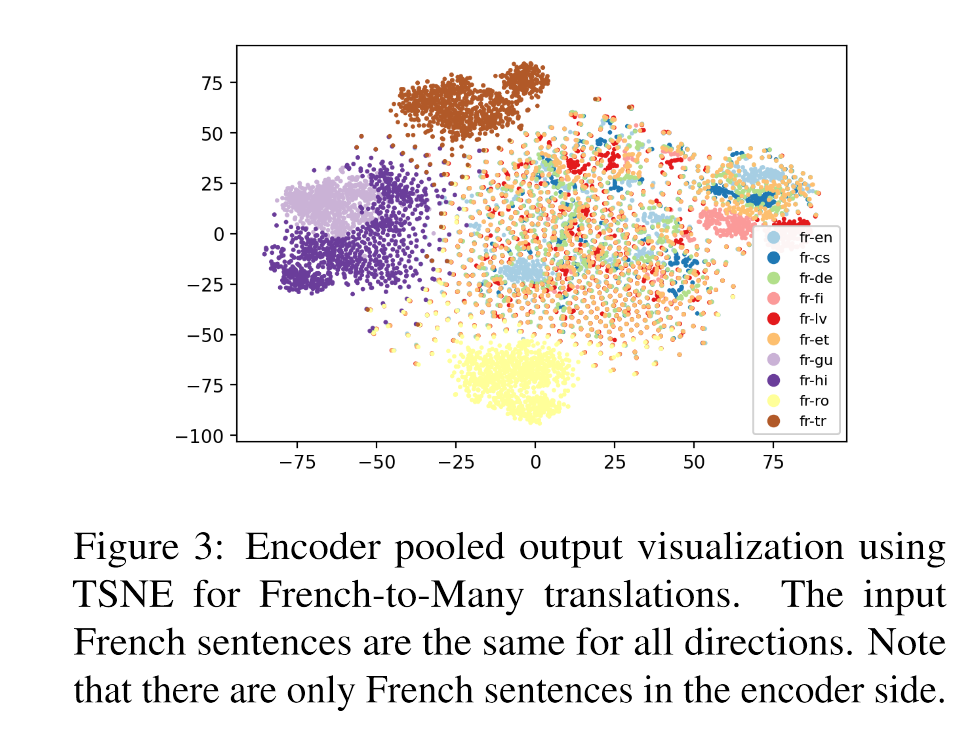 75
50
25
0
−25
−50
−75
−100
−75 −50 −25 0 25 50 75
fr-en
fr-cs
fr-de
fr-fi
fr-lv
fr-et
fr-gu
fr-hi
fr-ro
fr-tr
Figure 3: Encoder pooled output visualization using
TSNE for French-to-Many translations. The input
French sentences are the same for all directions. Note
that there are only French sentences in the encoder side.